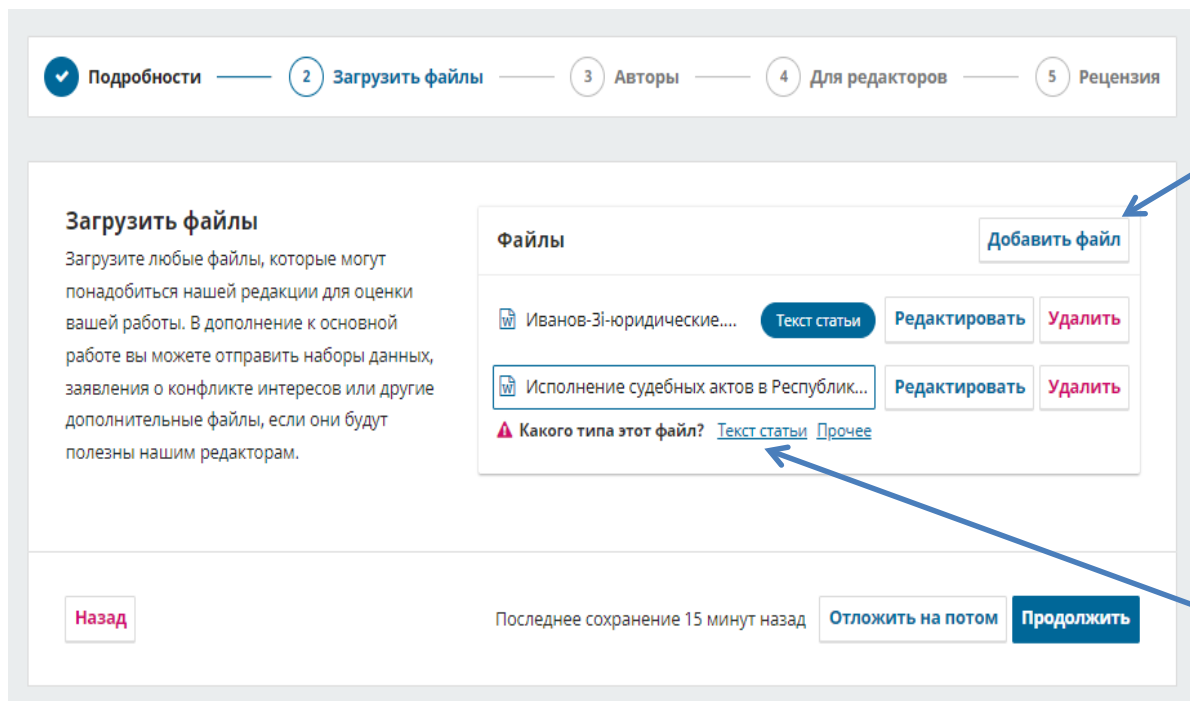 Подробности 2 Загрузить файлы 3 Авторы 4 Для редакторов 5 Рецензия
Загрузить файлы
Загрузите любые файлы, которые могут
понадобиться нашей редакции для оценки
вашей работы. В дополнение к основной
работе вы можете отправить наборы данных,
заявления о конфликте интересов или другие
дополнительные файлы, если они будут
полезны нашим редакторам.
Файлы Добавить файл
Иванов-3i-юридические.... Текст статьи Редактировать Удалить
Исполнение судебных актов в Республик... Редактировать Удалить
Какого типа этот файл? Текст статьи Прочее
Назад Последнее сохранение 15 минут назад Отложить на потом Продолжить